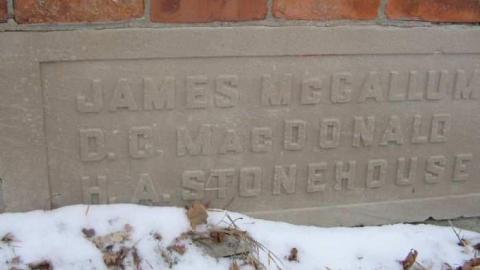 JAMES McCALLUM
D.C. MACDONALD
H.A. STONEHOUSE